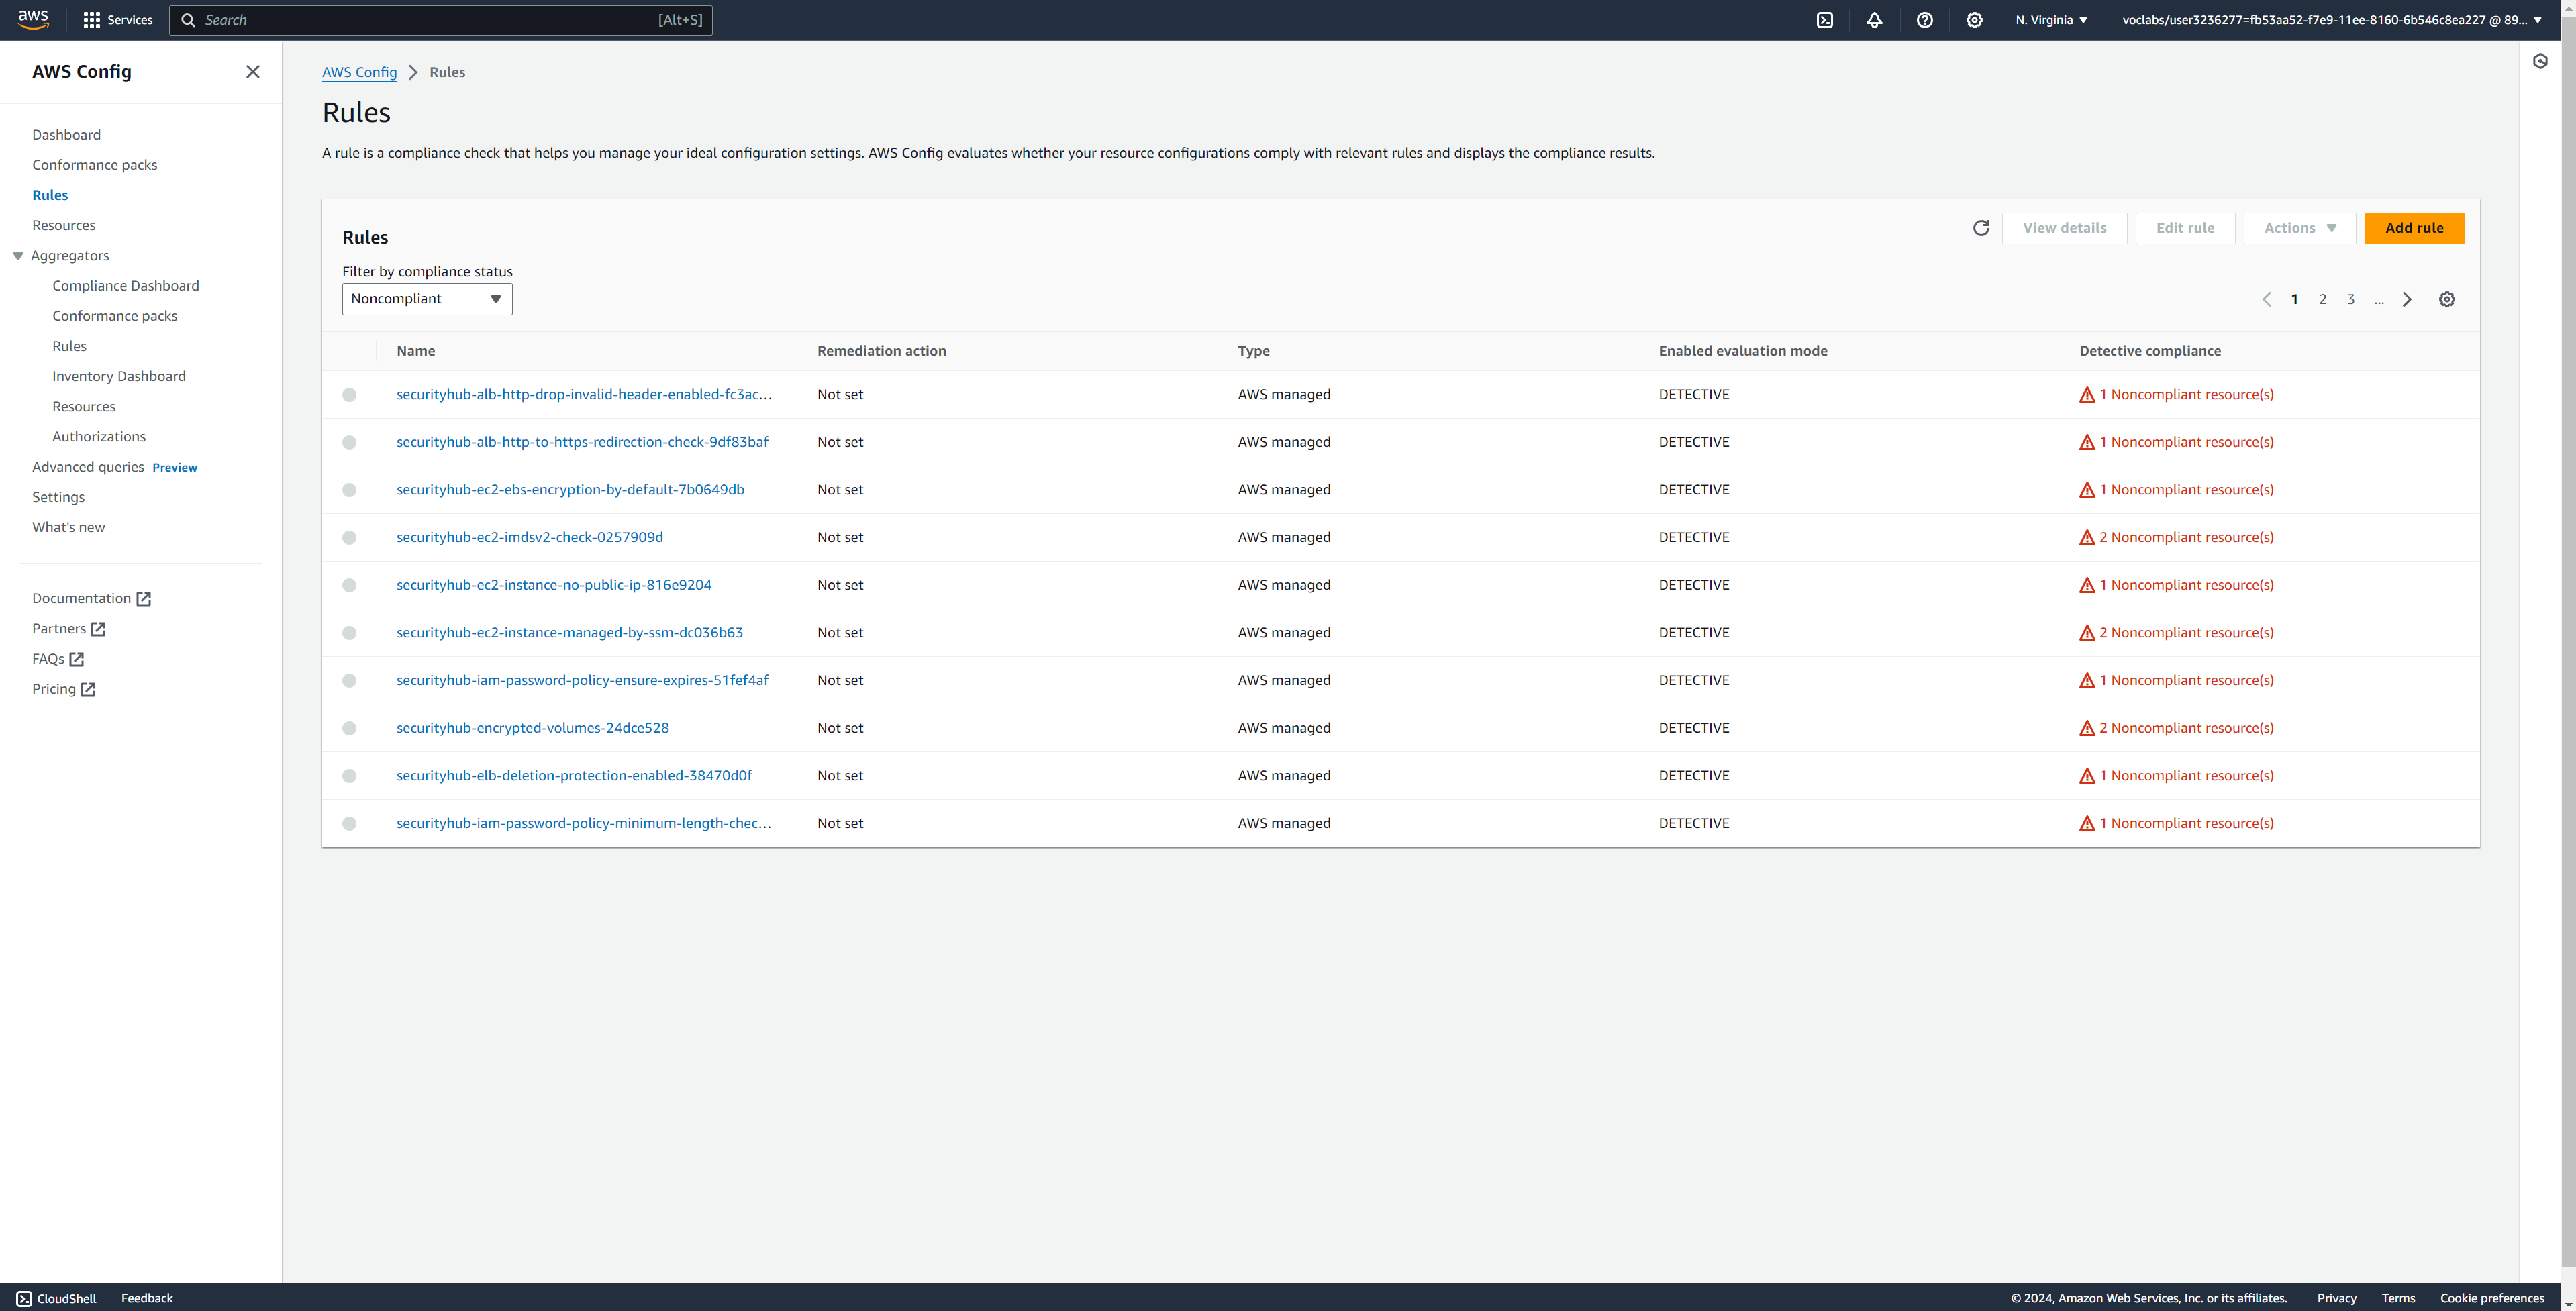 aws
Services
Search
[Alt+S]
N. Virginia
voclabs/user3236277=fb53aa52-f7e9-11ee-8160-6b546c8ea227 @ 89...
AWS Config
Dashboard
Conformance packs
Rules
Resources
Aggregators
Compliance Dashboard
Conformance packs
Rules
Inventory Dashboard
Resources
Authorizations
Advanced queries Preview
Settings
What's new
Documentation
Partners
FAQs
Pricing
AWS Config > Rules
Rules
A rule is a compliance check that helps you manage your ideal configuration settings. AWS Config evaluates whether your resource configurations comply with relevant rules and displays the compliance results.
Rules
View details
Edit rule
Actions
Add rule
Filter by compliance status
Noncompliant
1 2 3 ...
Name Remediation action Type Enabled evaluation mode Detective compliance
securityhub-alb-http-drop-invalid-header-enabled-fc3ac... Not set AWS managed DETECTIVE 1 Noncompliant resource(s)
securityhub-alb-http-to-https-redirection-check-9df83baf Not set AWS managed DETECTIVE 1 Noncompliant resource(s)
securityhub-ec2-ebs-encryption-by-default-7b0649db Not set AWS managed DETECTIVE 1 Noncompliant resource(s)
securityhub-ec2-imdsv2-check-0257909d Not set AWS managed DETECTIVE 2 Noncompliant resource(s)
securityhub-ec2-instance-no-public-ip-816e9204 Not set AWS managed DETECTIVE 1 Noncompliant resource(s)
securityhub-ec2-instance-managed-by-ssm-dc036b63 Not set AWS managed DETECTIVE 2 Noncompliant resource(s)
securityhub-iam-password-policy-ensure-expires-51fef4af Not set AWS managed DETECTIVE 1 Noncompliant resource(s)
securityhub-encrypted-volumes-24dce528 Not set AWS managed DETECTIVE 2 Noncompliant resource(s)
securityhub-elb-deletion-protection-enabled-38470d0f Not set AWS managed DETECTIVE 1 Noncompliant resource(s)
securityhub-iam-password-policy-minimum-length-chec... Not set AWS managed DETECTIVE 1 Noncompliant resource(s)
CloudShell
Feedback
© 2024, Amazon Web Services, Inc. or its affiliates.
Privacy
Terms
Cookie preferences